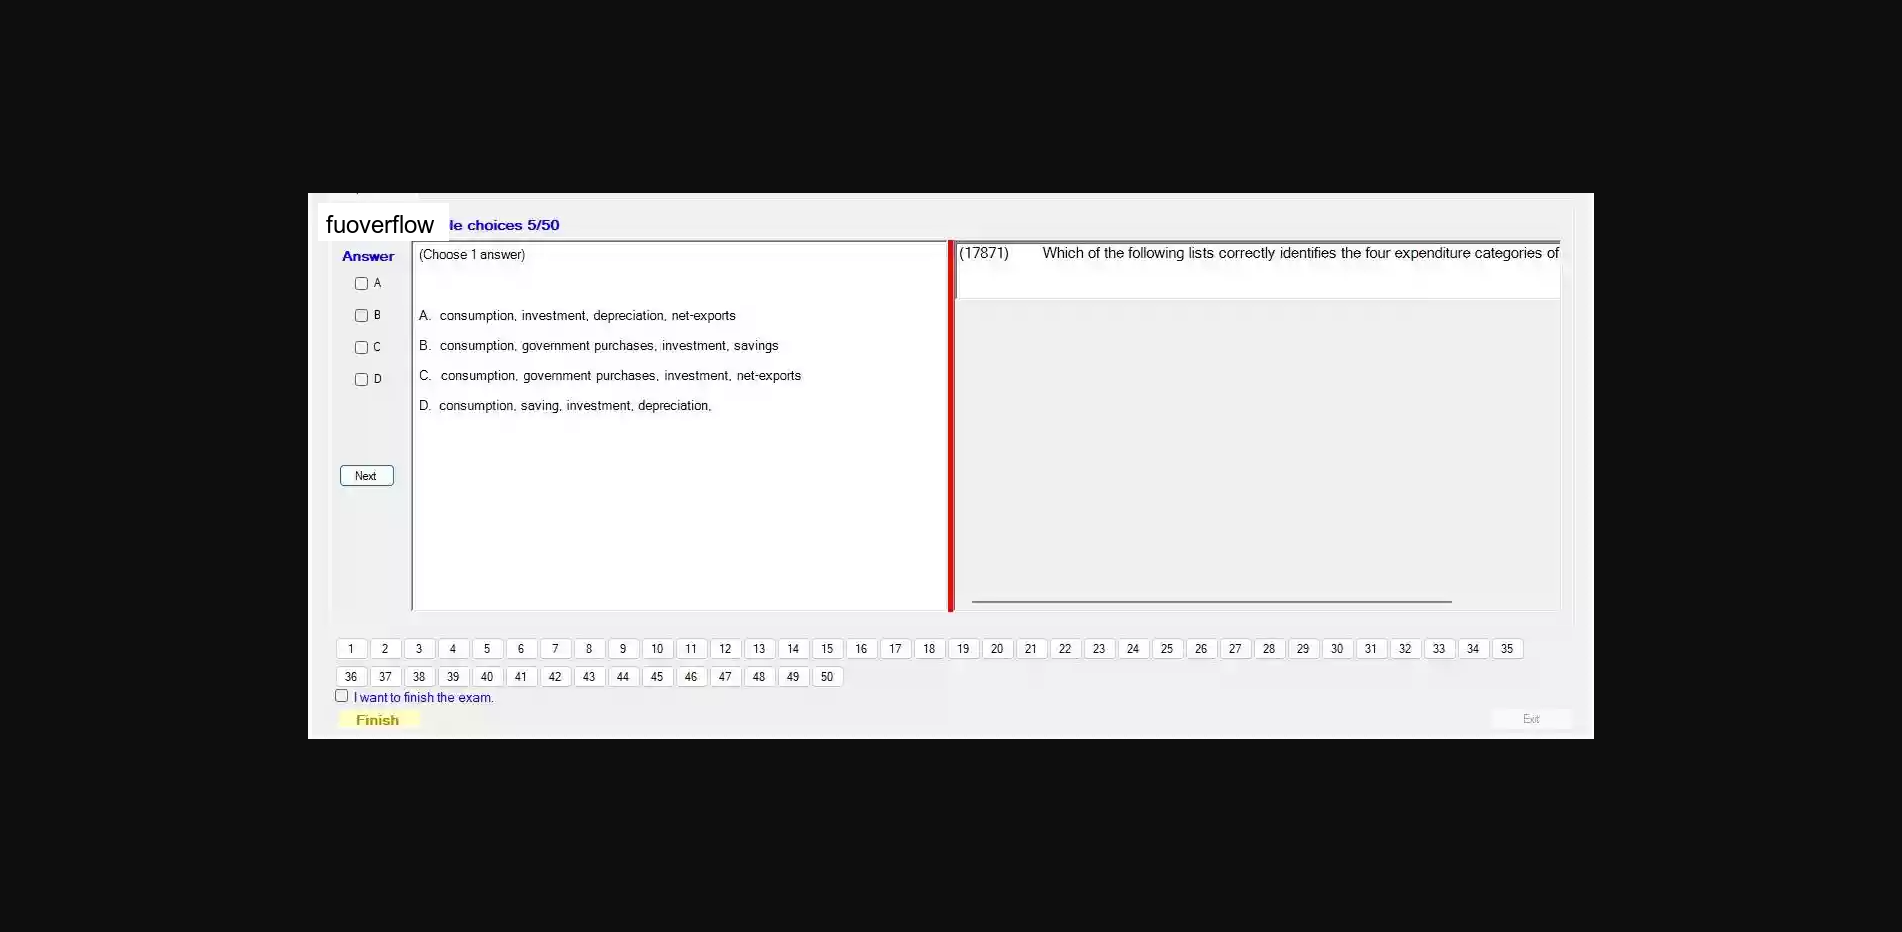 fuoverflow
le choices 5/50
Answer
(Choose 1 answer)
A
B
C
D
A. consumption, investment, depreciation, net-exports
B. consumption, government purchases, investment, savings
C. consumption, government purchases, investment, net-exports
D. consumption, saving, investment, depreciation,
Next
(17871) Which of the following lists correctly identifies the four expenditure categories of
1 2 3 4 5 6 7 8 9 10 11 12 13 14 15 16 17 18 19 20 21 22 23 24 25 26 27 28 29 30 31 32 33 34 35
36 37 38 39 40 41 42 43 44 45 46 47 48 49 50
I want to finish the exam.
Finish
Exit